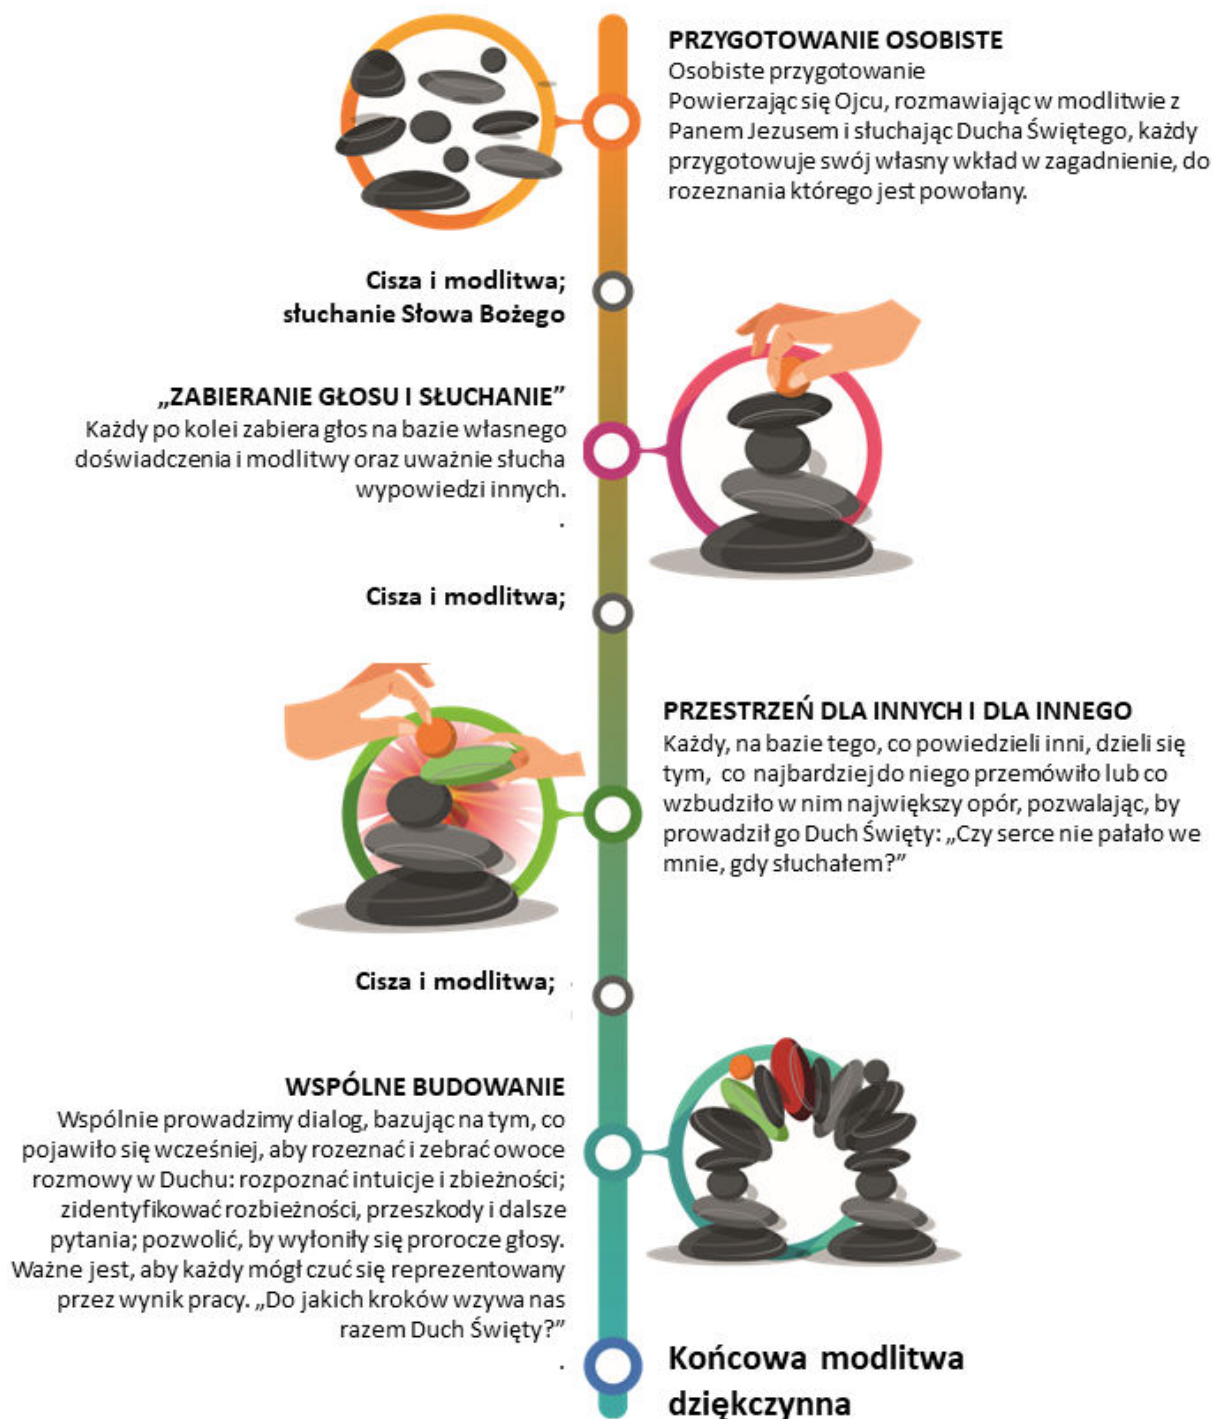 PRZYGOTOWANIE OSOBISTE
Osobiste przygotowanie
Powierzając się Ojcu, rozmawiając w modlitwie z
Panem Jezusem i słuchając Ducha Świętego, każdy
przygotowuje swój własny wkład w zagadnienie, do
rozeznania którego jest powołany.
Cisza i modlitwa;
słuchanie Słowa Bożego
„ZABIERANIE GŁOSU I SŁUCHANIE”
Każdy po kolei zabiera głos na bazie własnego
doświadczenia i modlitwy oraz uważnie słucha
wypowiedzi innych.
.
Cisza i modlitwa;
PRZESTRZEŃ DLA INNYCH I DLA INNEGO
Każdy, na bazie tego, co powiedzieli inni, dzieli się
tym, co najbardziej do niego przemówiło lub co
wzbudziło w nim największy opór, pozwalając, by
prowadził go Duch Święty: „Czy serce nie pałało we
mnie, gdy słuchałem?”
Cisza i modlitwa;
WSPÓLNE BUDOWANIE
Wspólnie prowadzimy dialog, bazując na tym, co
pojawiło się wcześniej, aby rozeznać i zebrać owoce
rozmowy w Duchu: rozpoznać intuicje i zbieżności;
zidentyfikować rozbieżności, przeszkody i dalsze
pytania; pozwolić, by wyłoniły się prorocze głosy.
Ważne jest, aby każdy mógł czuć się reprezentowany
przez wynik pracy. „Do jakich kroków wzywa nas
razem Duch Święty?”
.
Końcowa modlitwa
dziękczynna